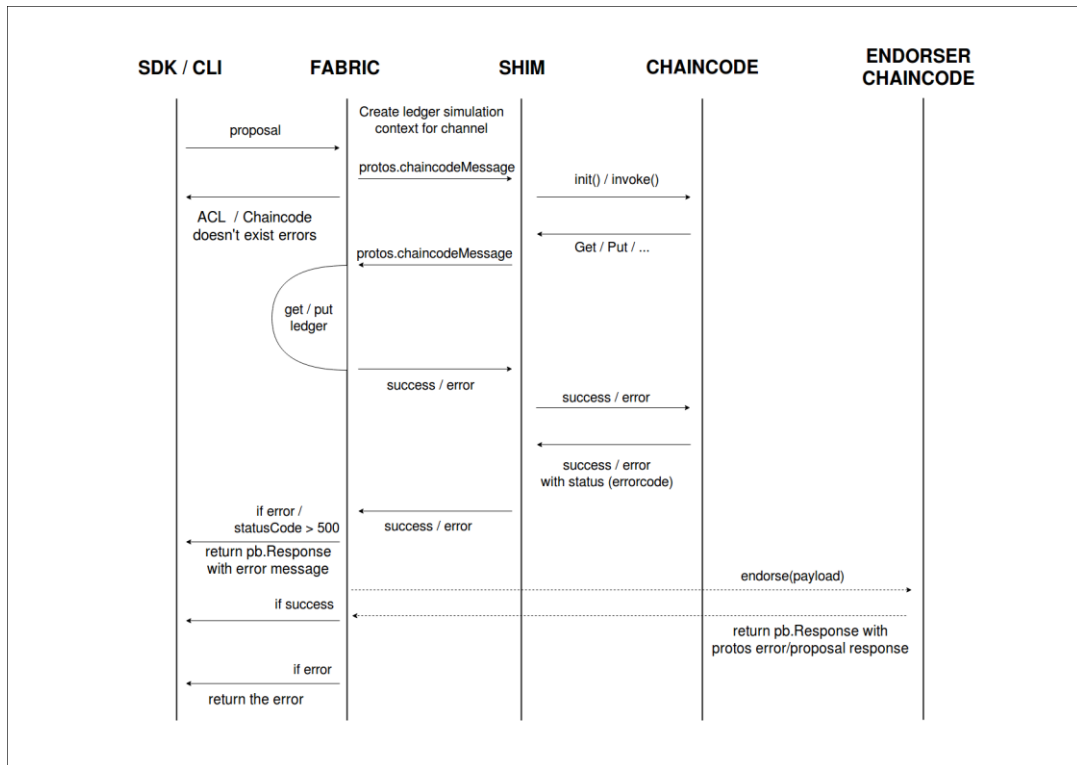 SDK / CLI
FABRIC
SHIM
CHAINCODE
ENDORSER
CHAINCODE
Create ledger simulation
context for channel
proposal
protos.chaincodeMessage
init() / invoke()
ACL / Chaincode
doesn't exist errors
Get / Put / ...
protos.chaincodeMessage
get / put
ledger
success / error
success / error
success / error
with status (errorcode)
if error /
statusCode > 500
success / error
return pb.Response
with error message
endorse(payload)
if success
return pb.Response with
protos error/proposal response
if error
return the error